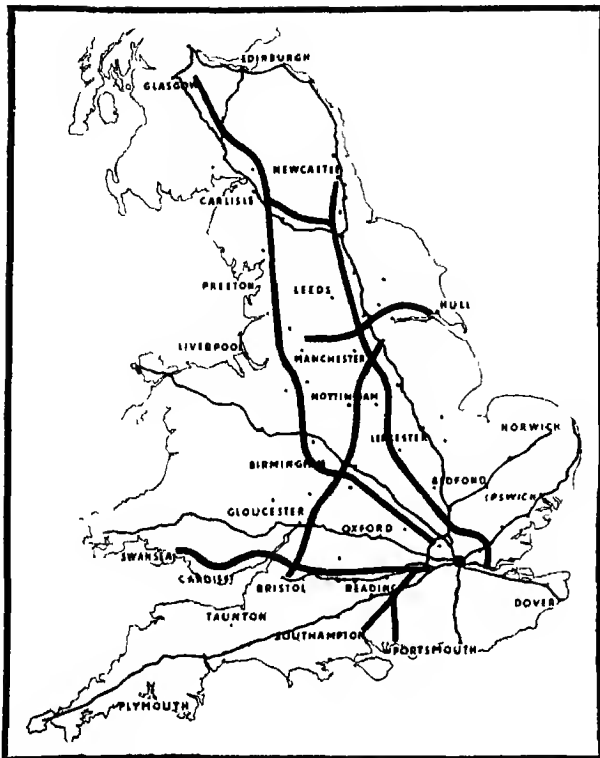 EDINBURGH
GLASGOW
NEWCASTLE
CARLISLE
PRESTON
LEEDS
HULL
LIVERPOOL
MANCHESTER
NOTTINGHAM
LEICESTER
NORWICH
BIRMINGHAM
BEDFORD
IPSWICH
GLOUCESTER
OXFORD
SWANSEA
CARDIFF
BRISTOL
READING
DOVER
TAUNTON
SOUTHAMPTON
PORTSMOUTH
PLYMOUTH